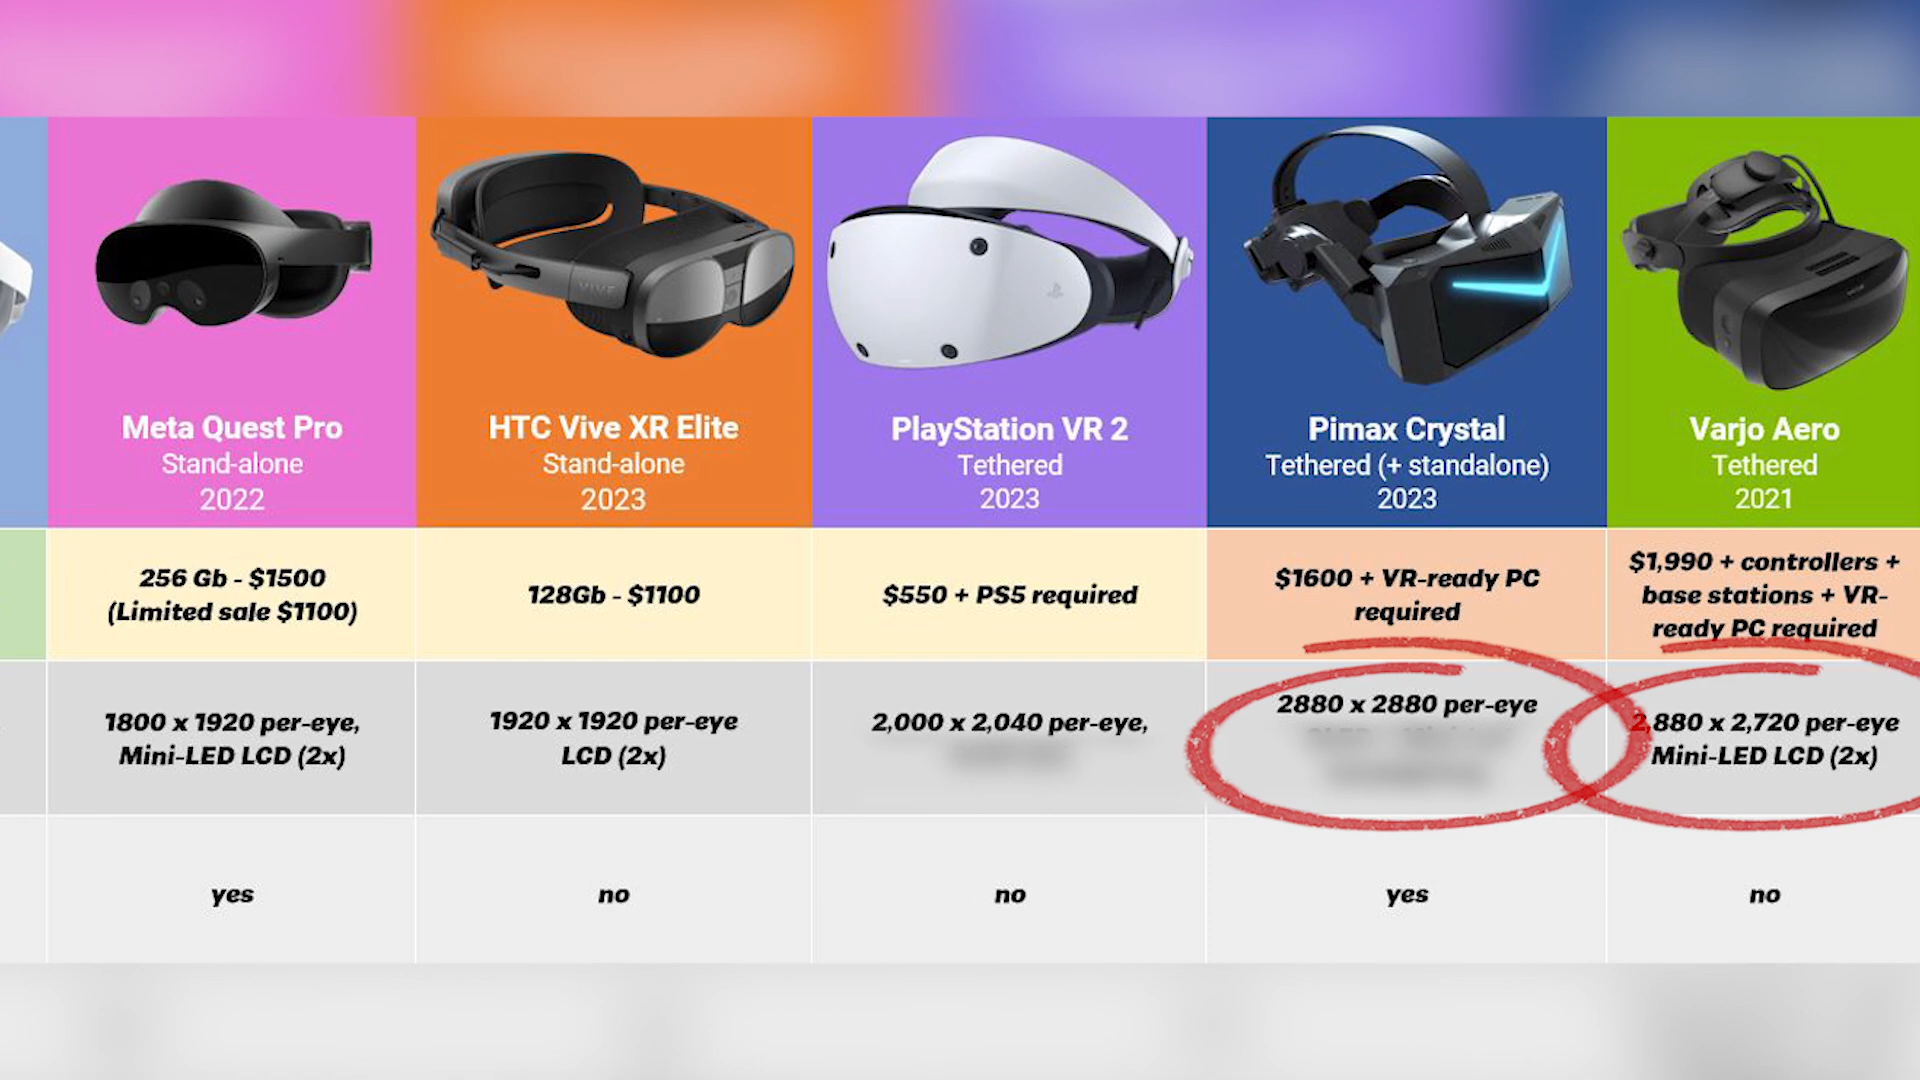 VIVE
Meta Quest Pro
Stand-alone
2022
HTC Vive XR Elite
Stand-alone
2023
PlayStation VR 2
Tethered
2023
Pimax Crystal
Tethered (+ standalone)
2023
Varjo Aero
Tethered
2021
256 Gb - $1500
(Limited sale $1100)
128Gb - $1100
$550 + PS5 required
$1600 + VR-ready PC
required
$1,990 + controllers +
base stations + VR-
ready PC required
1800 x 1920 per-eye,
Mini-LED LCD (2x)
1920 x 1920 per-eye
LCD (2x)
2,000 x 2,040 per-eye,
2880 x 2880 per-eye
2,880 x 2,720 per-eye
Mini-LED LCD (2x)
yes
no
no
yes
no